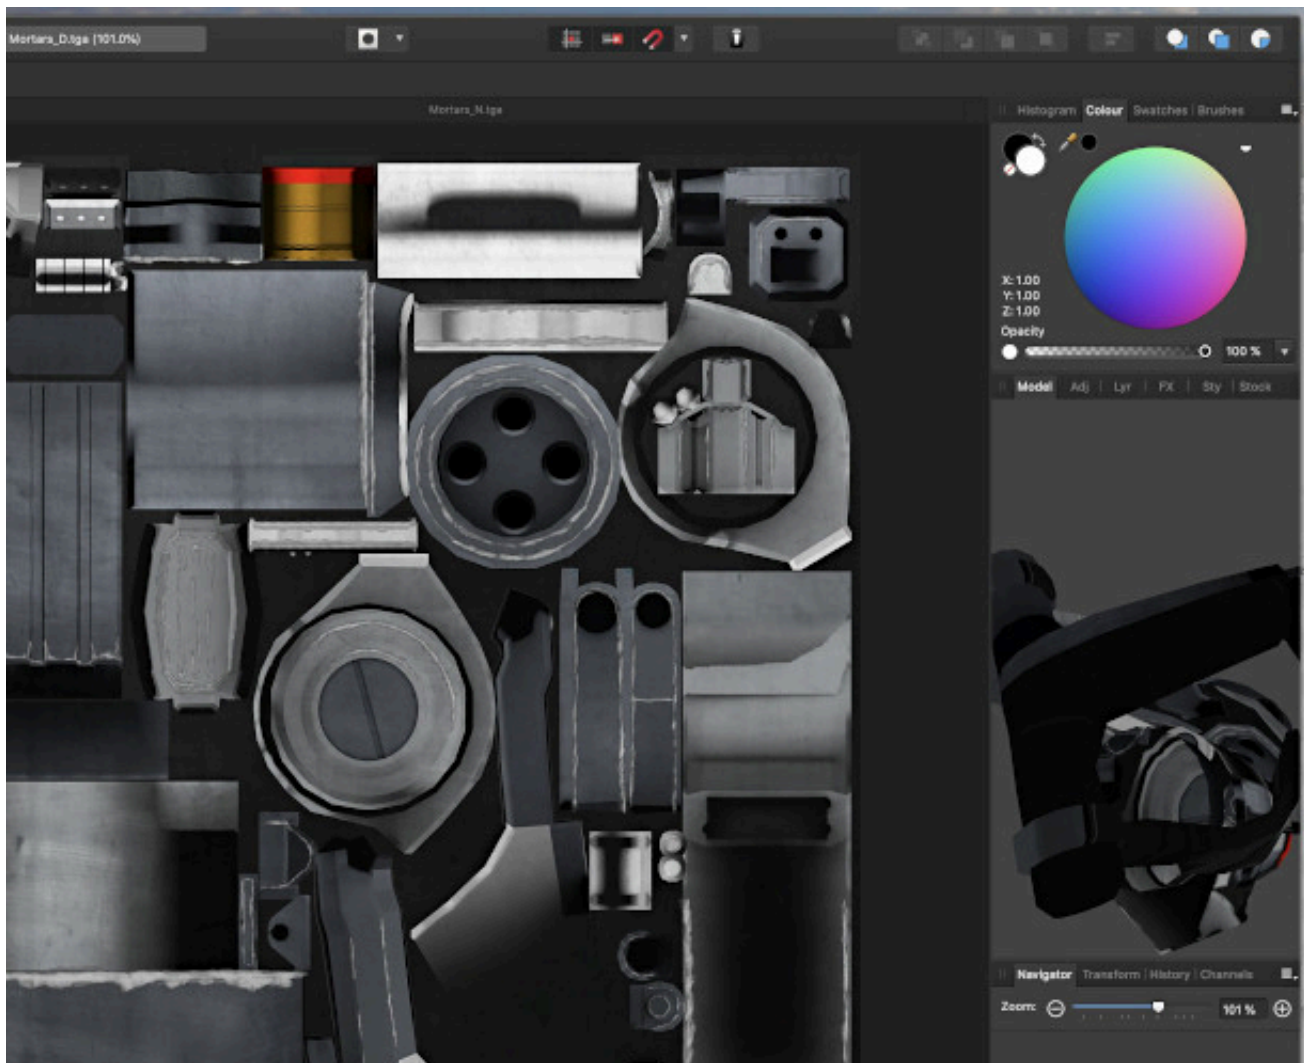 Mortars_D.tga (101.0%)
Mortars_N.tga
Histogram Colour Swatches Brushes
X: 1.00
Y: 1.00
Z: 1.00
Opacity
100 %
Model Adj Lyr FX Sty Stock
Navigator Transform History Channels
Zoom: 101 %